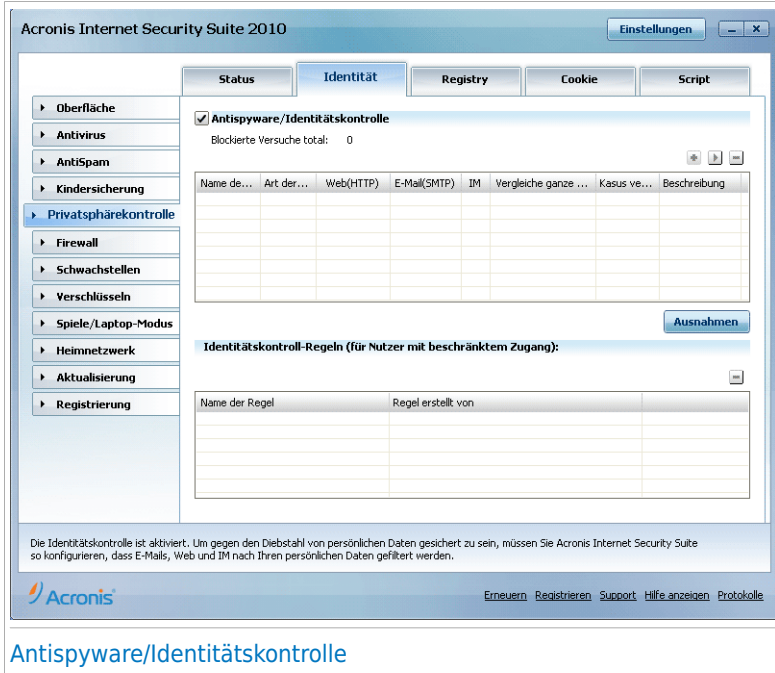 Acronis Internet Security Suite 2010
Einstellungen
Status
Identität
Registry
Cookie
Script
Oberfläche
Antivirus
AntiSpam
Kindersicherung
Privatsphärekontrolle
Firewall
Schwachstellen
Verschlüsseln
Spiele/Laptop-Modus
Heimnetzwerk
Aktualisierung
Registrierung
Antispyware/Identitätskontrolle
Blockierte Versuche total: 0
Name de... Art der... Web(HTTP) E-Mail(SMTP) IM Vergleiche ganze ... Kasus ve... Beschreibung
Ausnahmen
Identitätskontroll-Regeln (für Nutzer mit beschränktem Zugang):
Name der Regel Regel erstellt von
Die Identitätskontrolle ist aktiviert. Um gegen den Diebstahl von persönlichen Daten gesichert zu sein, müssen Sie Acronis Internet Security Suite
so konfigurieren, dass E-Mails, Web und IM nach Ihren persönlichen Daten gefiltert werden.
Acronis
Erneuern Registrieren Support Hilfe anzeigen Protokolle
Antispyware/Identitätskontrolle